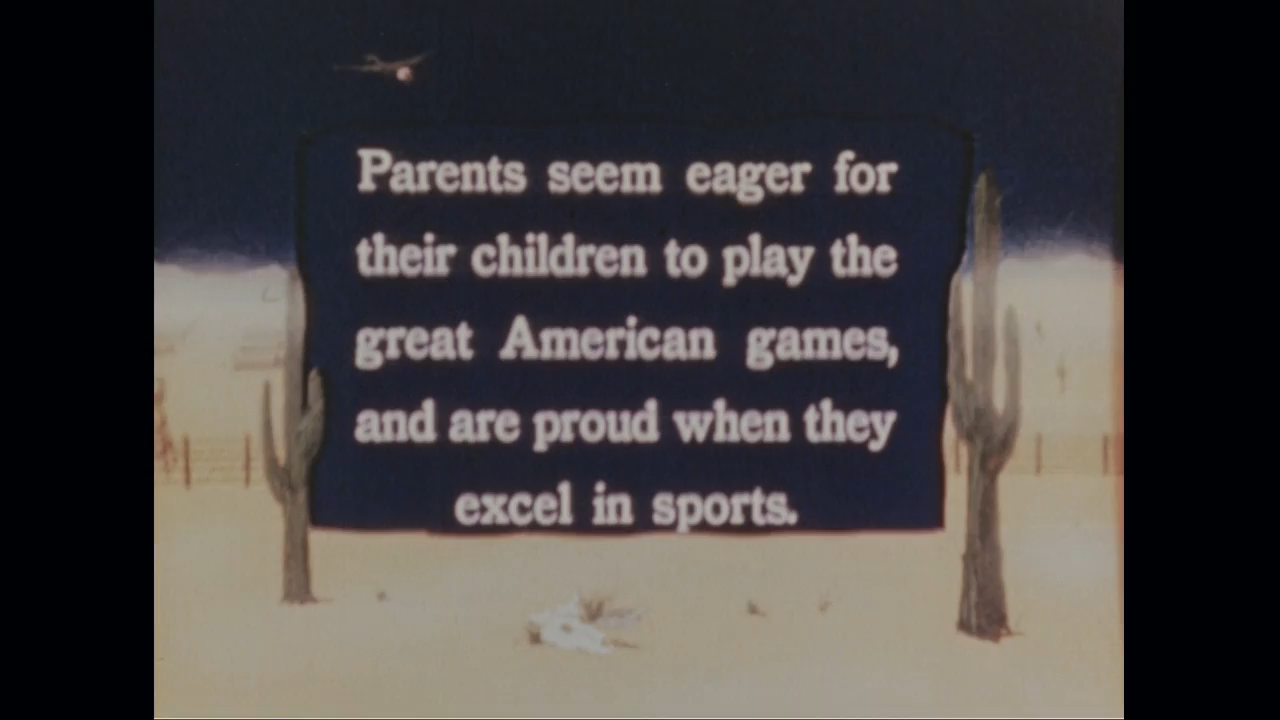 Parents seem eager for
their children to play the
great American games,
and are proud when they
excel in sports.